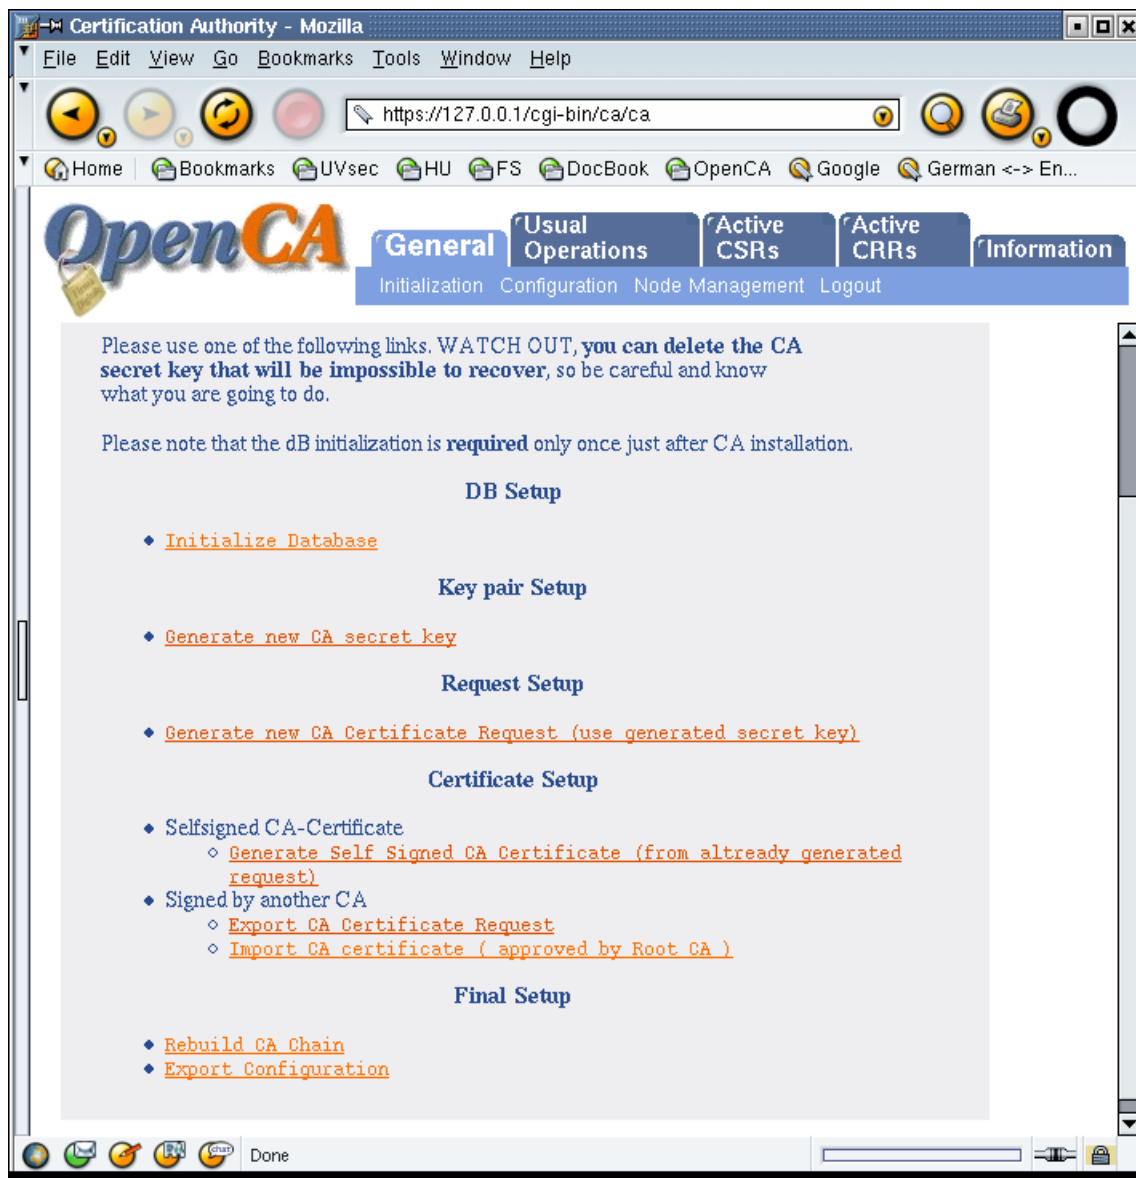 Certification Authority - Mozilla
File Edit View Go Bookmarks Tools Window Help
https://127.0.0.1/cgi-bin/ca/ca
Home Bookmarks UVsec HU FS DocBook OpenCA Google German <-> En...
OpenCA
General
Usual Operations
Active CSRs
Active CRRs
Information
Initialization Configuration Node Management Logout
Please use one of the following links. WATCH OUT, you can delete the CA
secret key that will be impossible to recover, so be careful and know
what you are going to do.
Please note that the dB initialization is required only once just after CA installation.
DB Setup
Initialize Database
Key pair Setup
Generate new CA secret key
Request Setup
Generate new CA Certificate Request (use generated secret key)
Certificate Setup
Selfsigned CA-Certificate
Generate Self Signed CA Certificate (from altready generated
request)
Signed by another CA
Export CA Certificate Request
Import CA certificate ( approved by Root CA )
Final Setup
Rebuild CA Chain
Export Configuration
Done